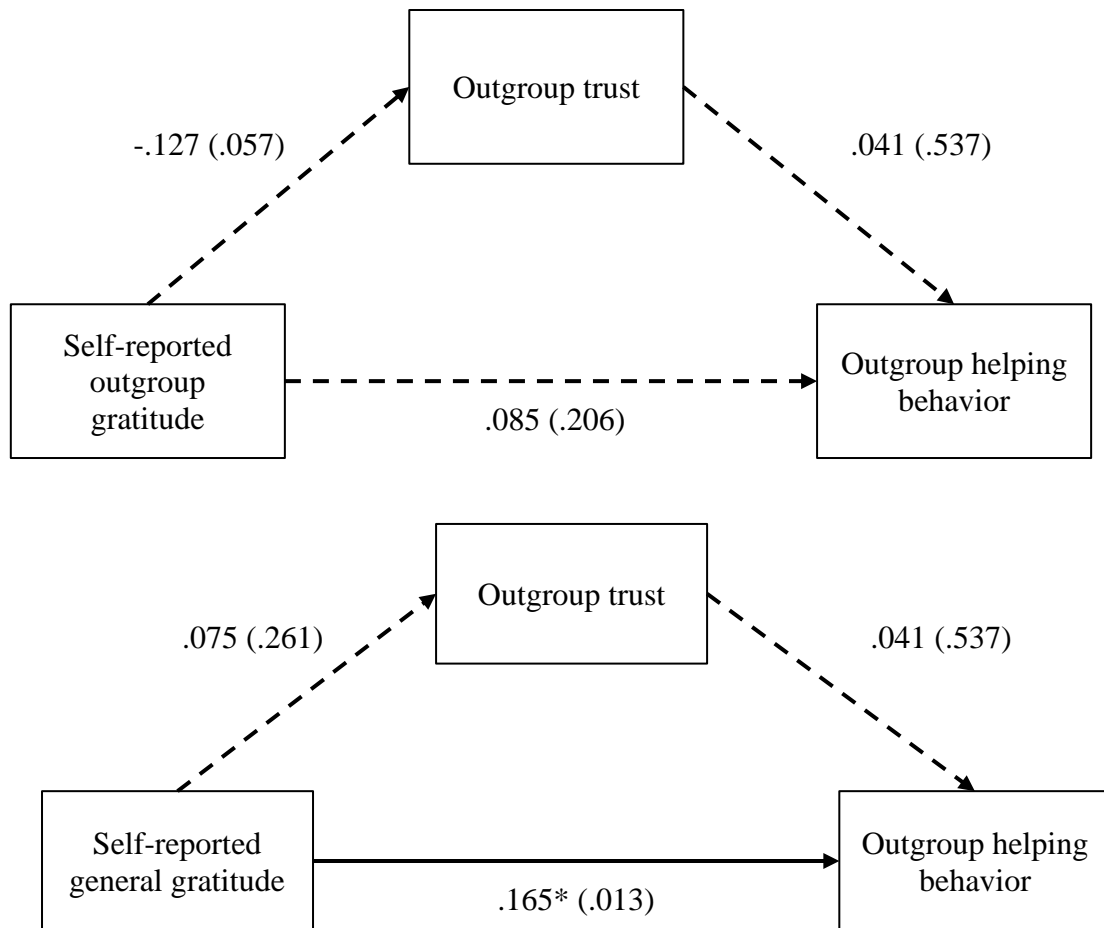 Outgroup trust
-.127 (.057)
.041 (.537)
Self-reported
outgroup
gratitude
Outgroup helping
behavior
.085 (.206)
Outgroup trust
.075 (.261)
.041 (.537)
Self-reported
general gratitude
Outgroup helping
behavior
.165* (.013)